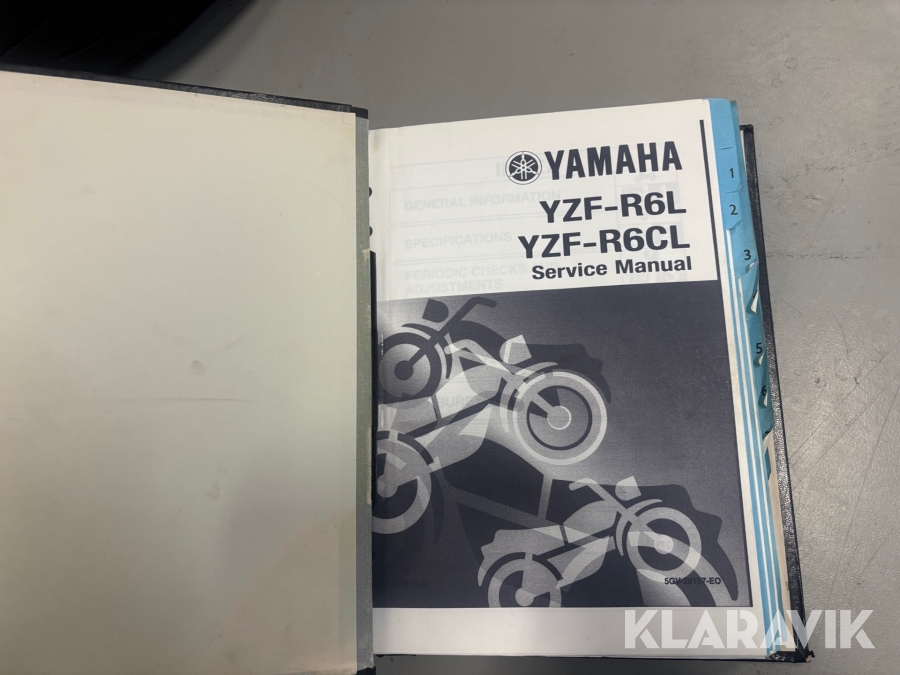 YAMAHA
YZF-R6L
YZF-R6CL
Service Manual
GENERAL INFORMATION
SPECIFICATIONS
PERIODIC CHECKS
ADJUSTMENTS
1
2
3
5
KLARAVIK